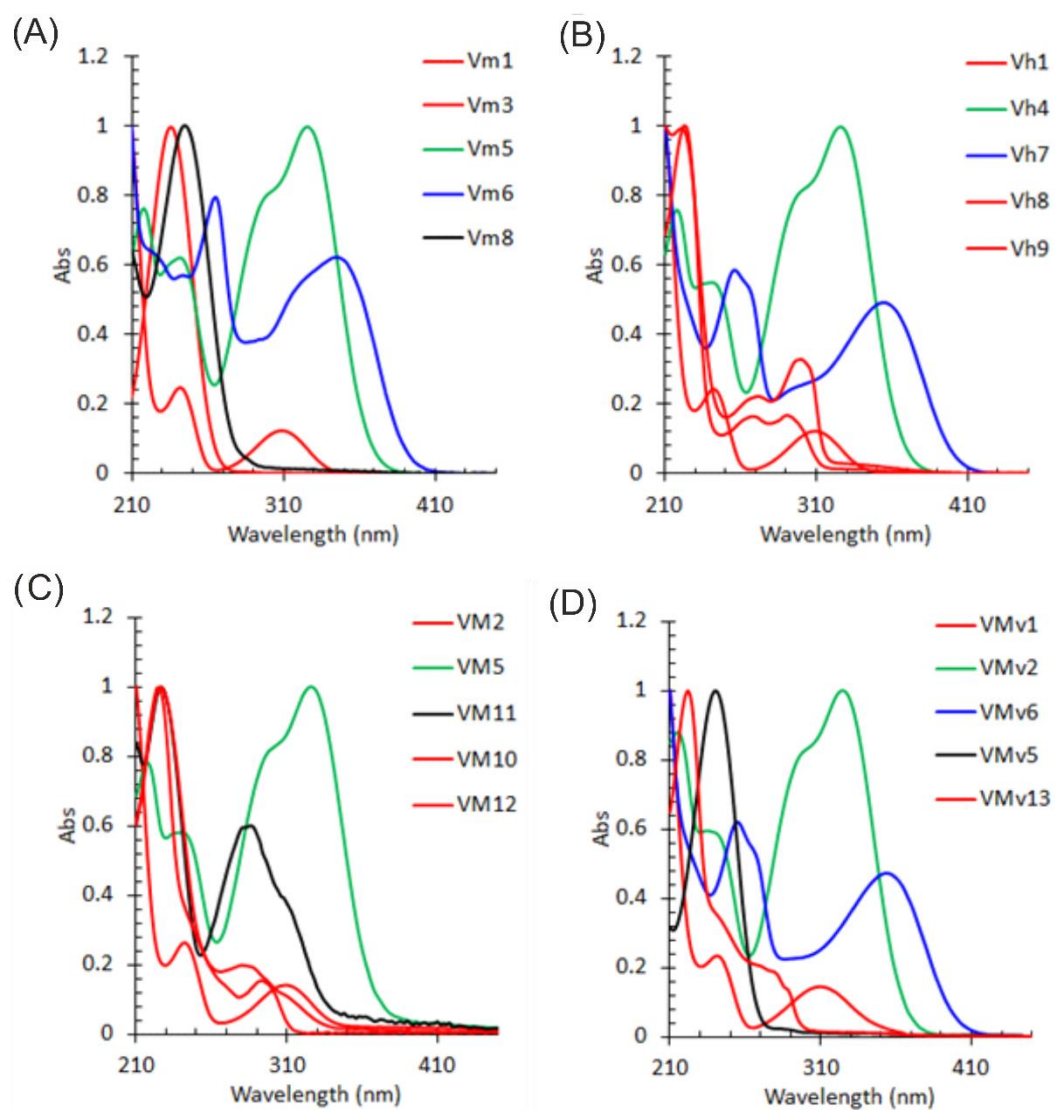 (A)
1.2
1
0.8
0.6
0.4
0.2
0
Abs
210
310
410
Wavelength (nm)
Vm1
Vm3
Vm5
Vm6
Vm8
(B)
1.2
1
0.8
0.6
0.4
0.2
0
Abs
210
310
410
Wavelength (nm)
Vh1
Vh4
Vh7
Vh8
Vh9
(C)
1.2
1
0.8
0.6
0.4
0.2
0
Abs
210
310
410
Wavelength (nm)
VM2
VM5
VM11
VM10
VM12
(D)
1.2
1
0.8
0.6
0.4
0.2
0
Abs
210
310
410
Wavelength (nm)
VMv1
VMv2
VMv6
VMv5
VMv13